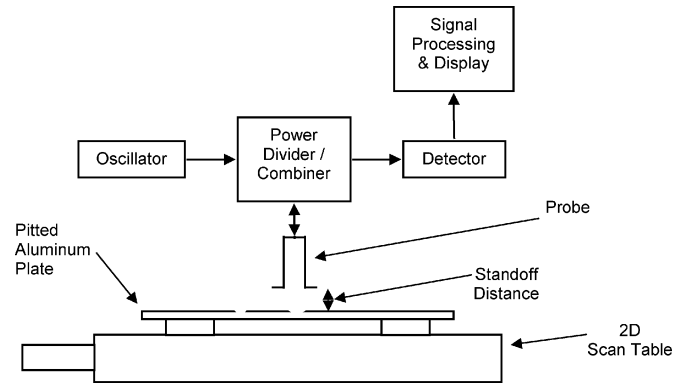 Signal
Processing
& Display
Power
Divider /
Combiner
Oscillator
Detector
Probe
Pitted
Aluminum
Plate
Standoff
Distance
2D
Scan Table